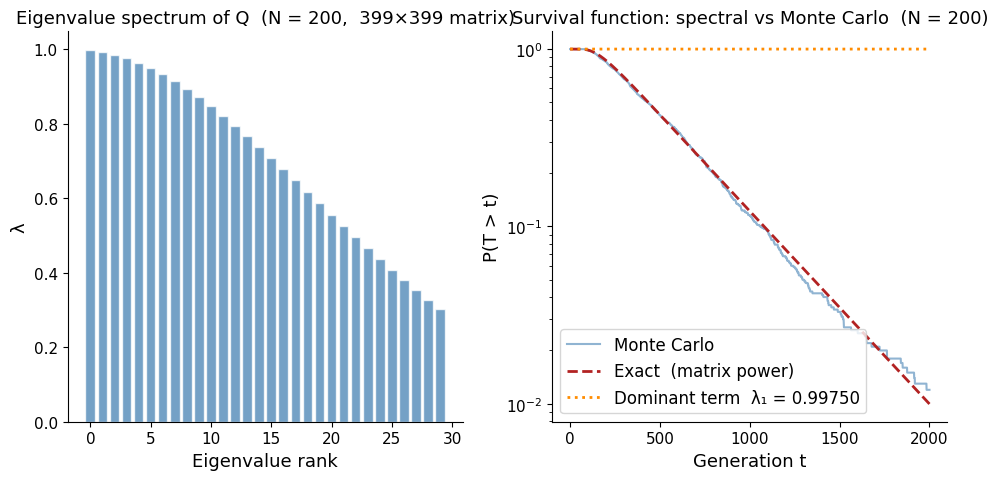 Eigenvalue spectrum of Q  (N = 200,  399×399 matrix)
1.0
0.8
0.6
0.4
0.2
0.0
λ
0 5 10 15 20 25 30
Eigenvalue rank
Survival function: spectral vs Monte Carlo  (N = 200)
10⁰
10⁻¹
10⁻²
P(T > t)
Monte Carlo
Exact  (matrix power)
Dominant term  λ₁ = 0.99750
0 500 1000 1500 2000
Generation t